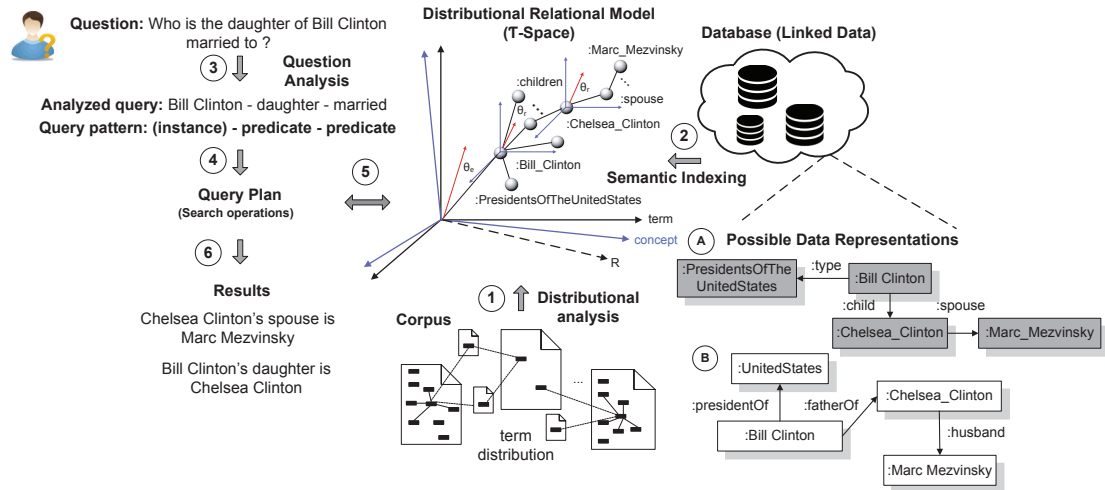 Question: Who is the daughter of Bill Clinton
married to ?
3
Question
Analysis
Analyzed query: Bill Clinton - daughter - married
Query pattern: (instance) - predicate - predicate
4
5
Query Plan
(Search operations)
6
Results
Chelsea Clinton's spouse is
Marc Mezvinsky
Bill Clinton's daughter is
Chelsea Clinton
Distributional Relational Model
(T-Space)
:Marc_Mezvinsky
:children
θr
:spouse
θr
:Chelsea_Clinton
θe
:Bill_Clinton
:PresidentsOfTheUnitedStates
term
concept
R
1
Distributional
analysis
Corpus
...
term
distribution
Database (Linked Data)
2
Semantic Indexing
A
Possible Data Representations
:PresidentsOfThe
UnitedStates
:type
:Bill Clinton
:child
:spouse
:Chelsea_Clinton
:Marc_Mezvinsky
B
:UnitedStates
:presidentOf
:fatherOf
:Chelsea_Clinton
:Bill Clinton
:husband
:Marc Mezvinsky